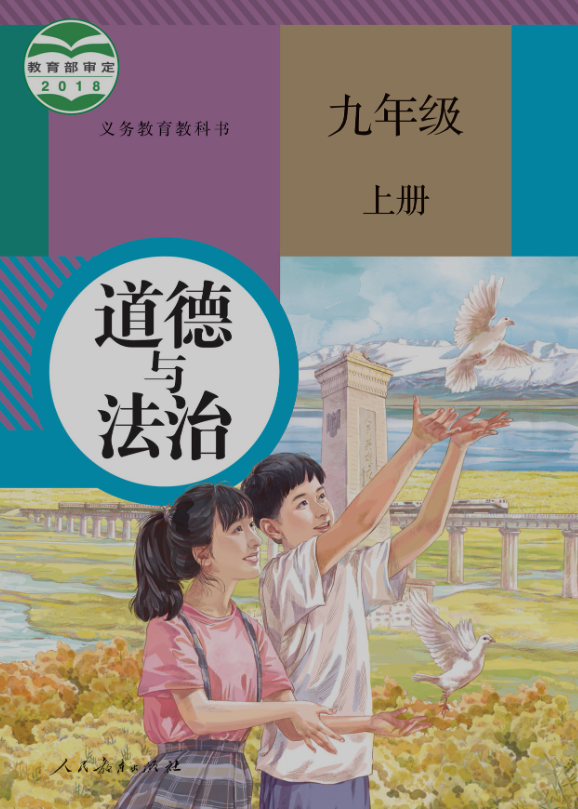 教育部审定
2018
义务教育教科书
九年级
上册
道德
与
法治
人民教育出版社